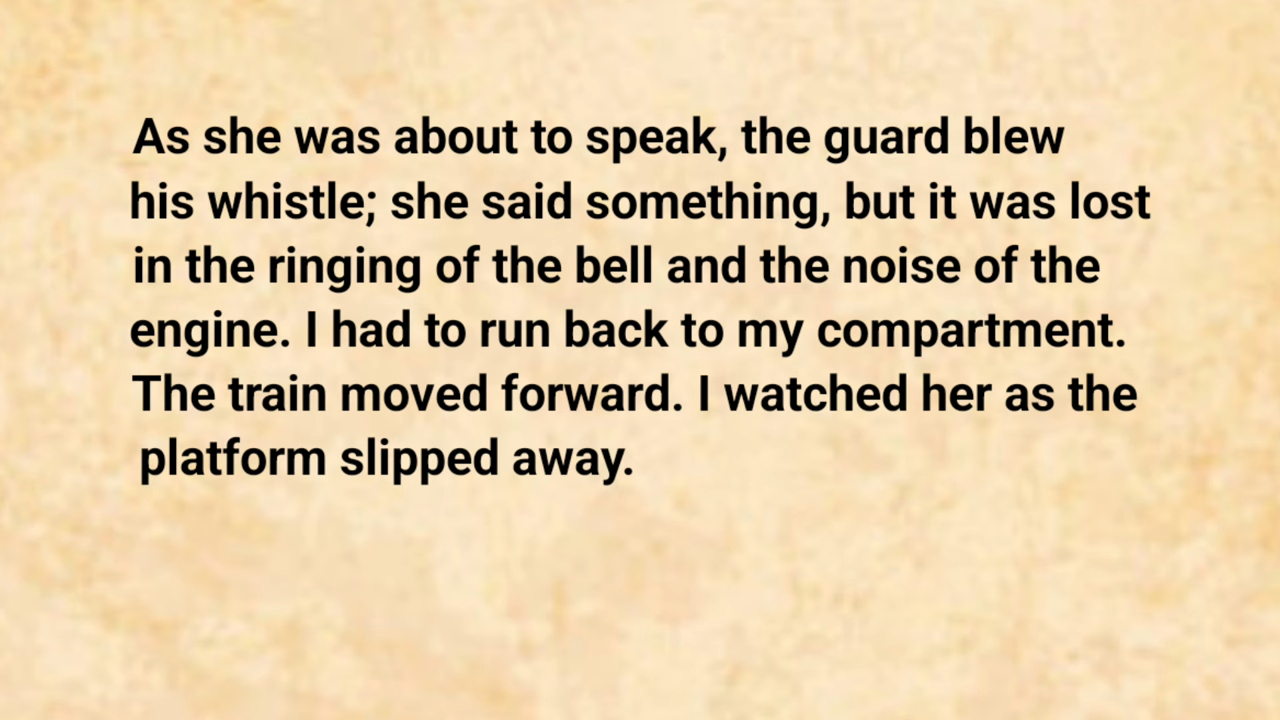 As she was about to speak, the guard blew
his whistle; she said something, but it was lost
in the ringing of the bell and the noise of the
engine. I had to run back to my compartment.
The train moved forward. I watched her as the
platform slipped away.